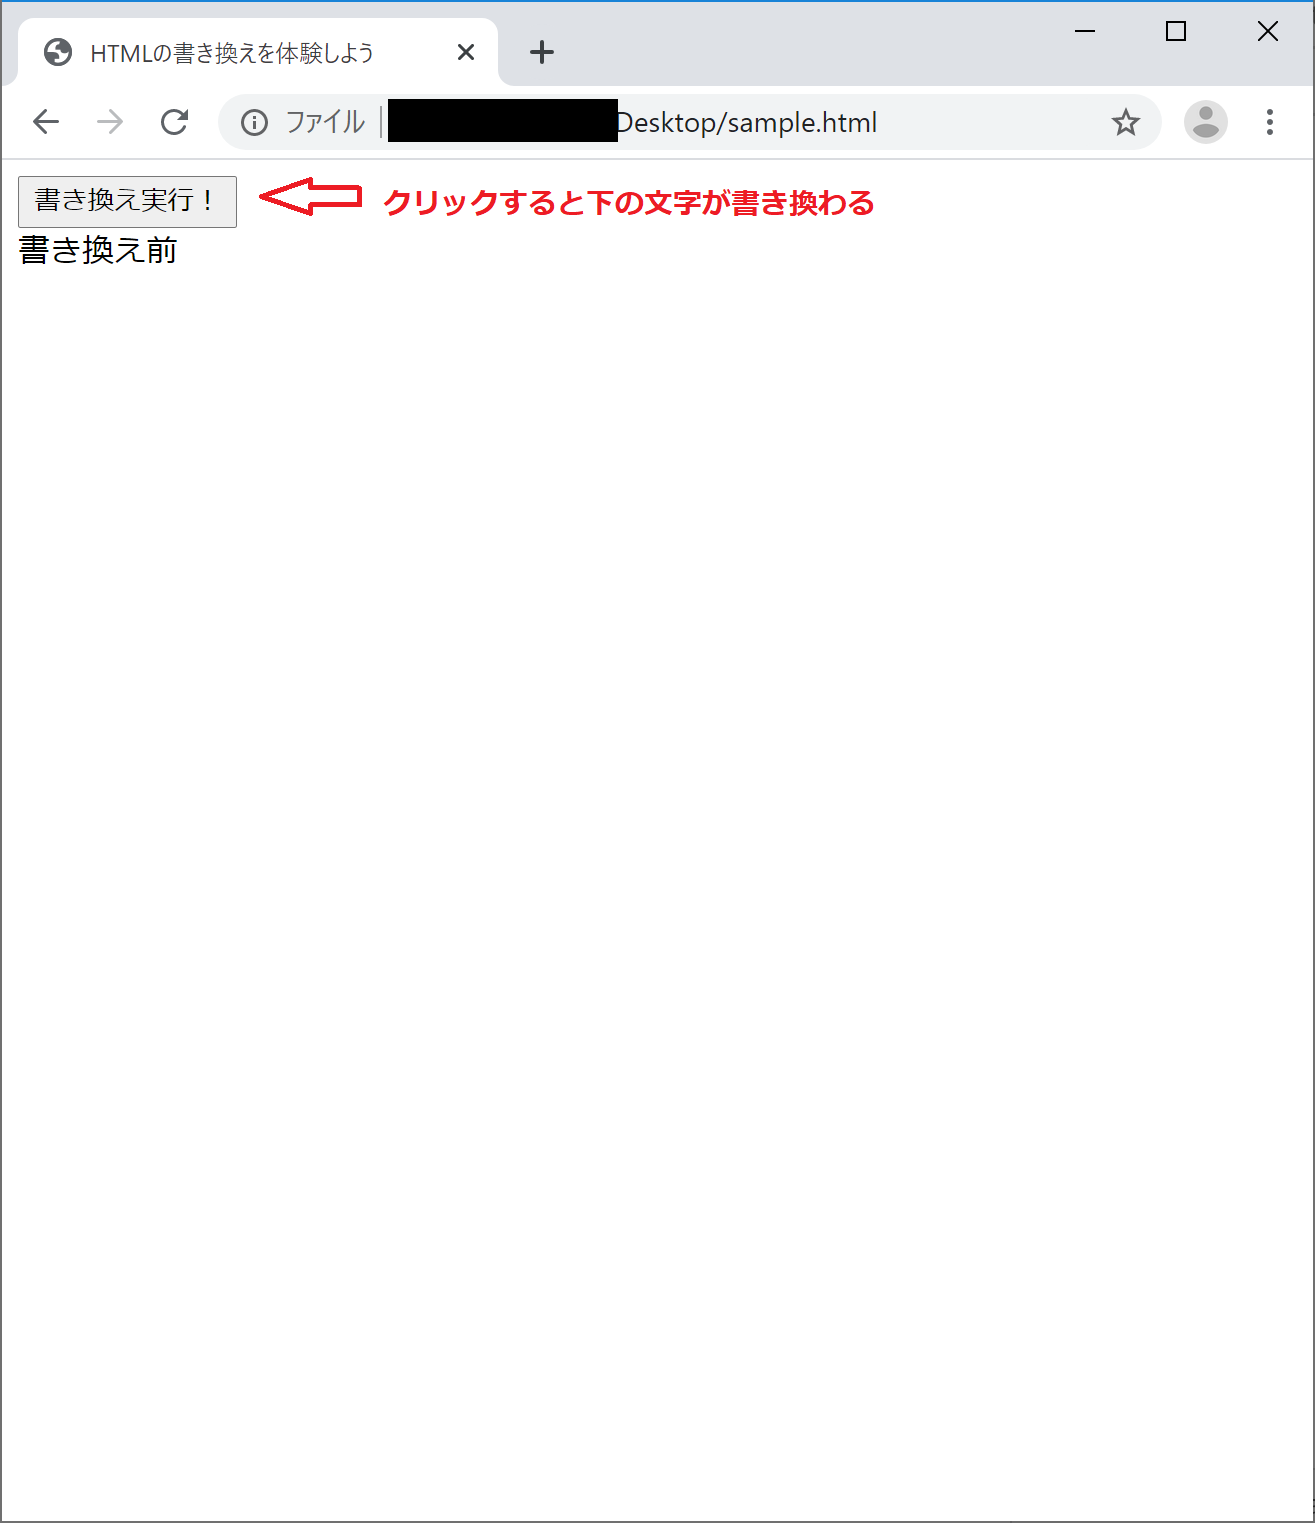 HTMLの書き換えを体験しよう
ファイル Desktop/sample.html
書き換え実行！ クリックすると下の文字が書き換わる
書き換え前